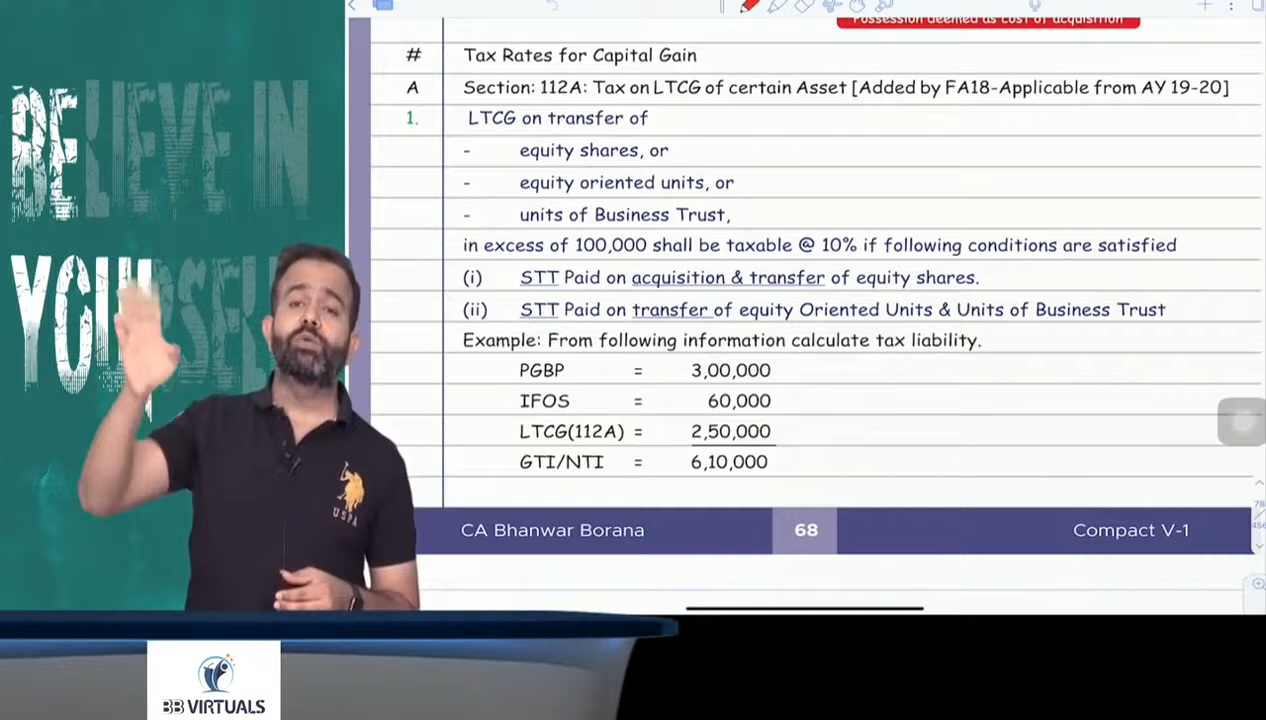 BELIEVE IN
Possession deemed as cost of acquisition
# Tax Rates for Capital Gain
A Section: 112A: Tax on LTCG of certain Asset [Added by FA18-Applicable from AY 19-20]
1. LTCG on transfer of
- equity shares, or
- equity oriented units, or
- units of Business Trust,
in excess of 100,000 shall be taxable @ 10% if following conditions are satisfied
(i) STT Paid on acquisition & transfer of equity shares.
(ii) STT Paid on transfer of equity Oriented Units & Units of Business Trust
Example: From following information calculate tax liability.
PGBP = 3,00,000
IFOS = 60,000
LTCG(112A) = 2,50,000
GTI/NTI = 6,10,000
CA Bhanwar Borana 68 Compact V-1
USPA
BB VIRTUALS